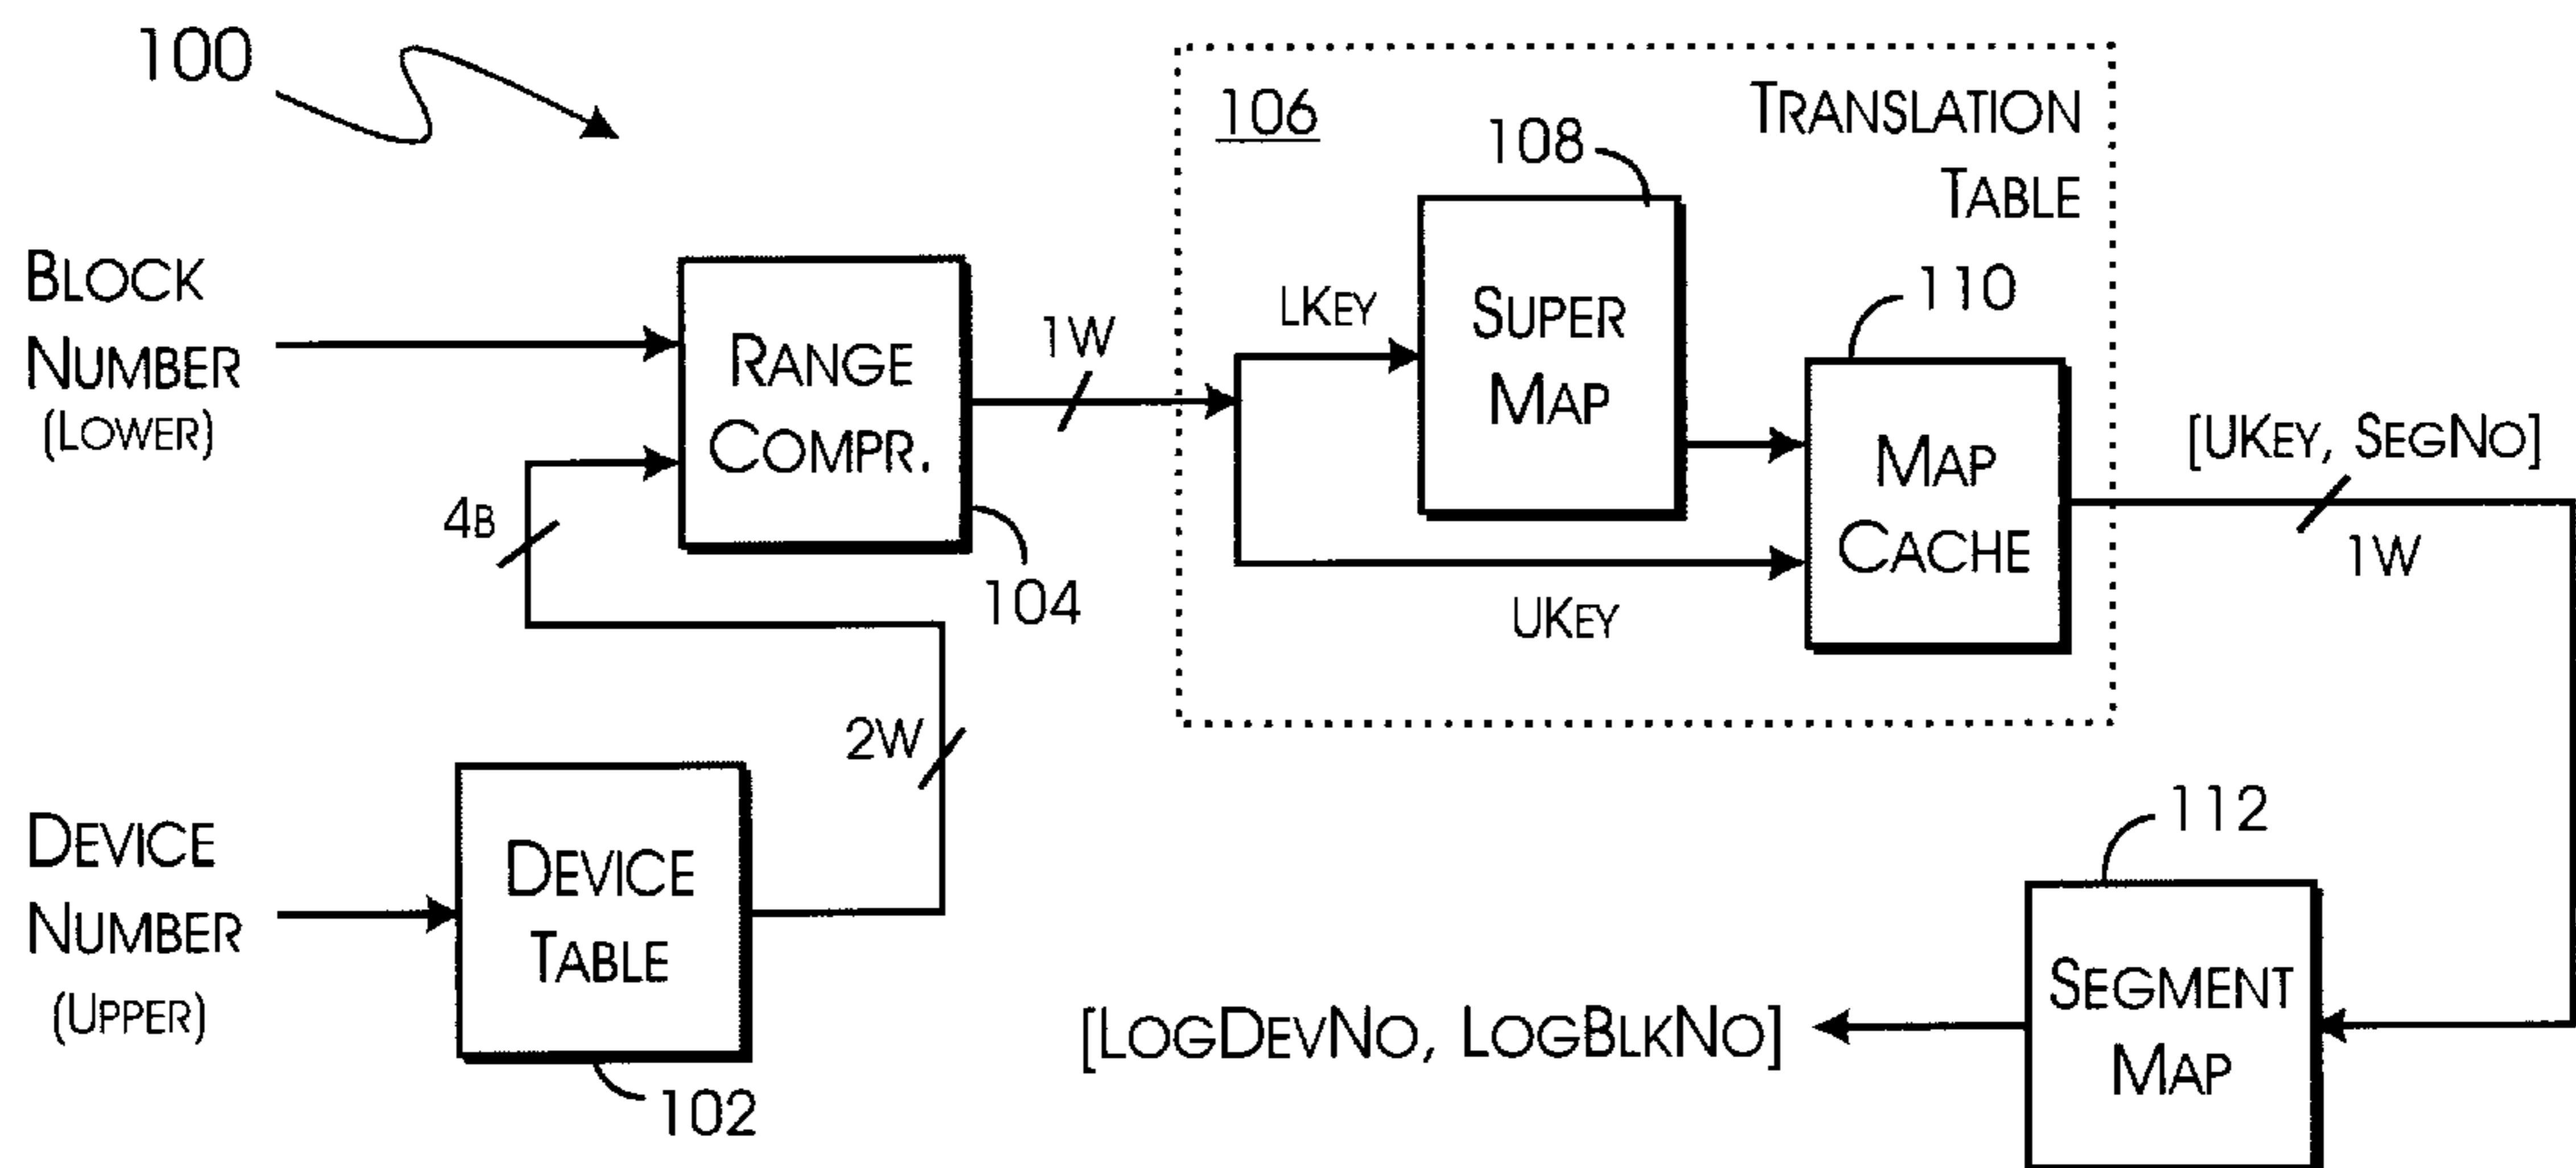 100
106
TRANSLATION
TABLE
108
BLOCK
NUMBER
(LOWER)
RANGE
COMPR.
1W
LKEY
SUPER
MAP
110
MAP
CACHE
[UKEY, SEGNO]
1W
4B
104
UKEY
2W
DEVICE
NUMBER
(UPPER)
DEVICE
TABLE
102
112
SEGMENT
MAP
[LOGDEVNO, LOGBLKNO]